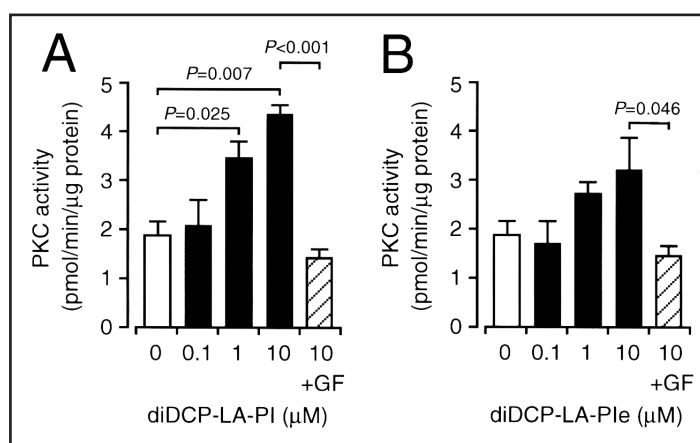 A
P<0.001
P=0.007
P=0.025
PKC activity
(pmol/min/μg protein)
5
4
3
2
1
0
0 0.1 1 10 10
+GF
diDCP-LA-PI (μM)
B
P=0.046
PKC activity
(pmol/min/μg protein)
5
4
3
2
1
0
0 0.1 1 10 10
+GF
diDCP-LA-PIe (μM)